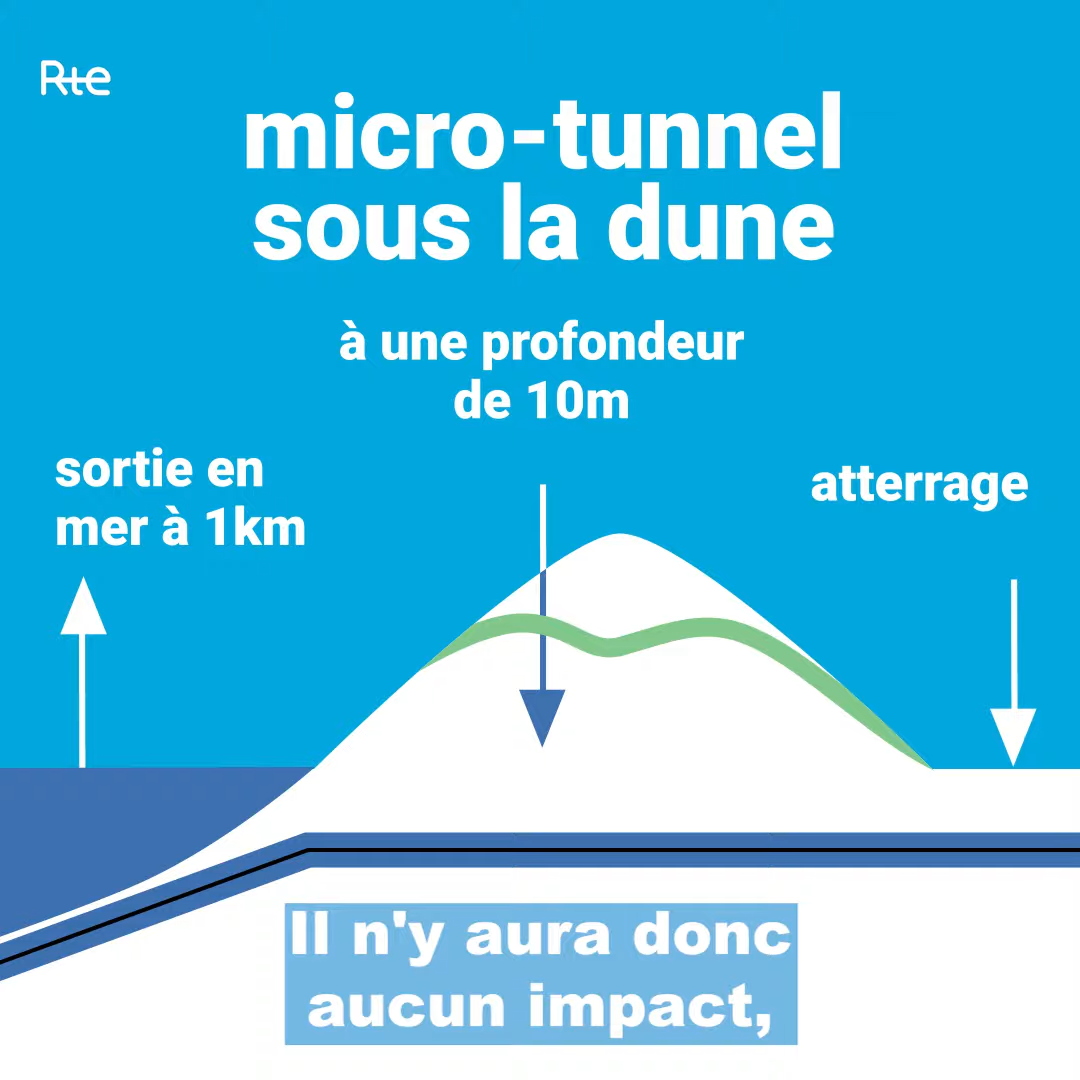 Rte
micro-tunnel
sous la dune
à une profondeur
de 10m
sortie en
mer à 1km
atterrage
Il n'y aura donc
aucun impact,